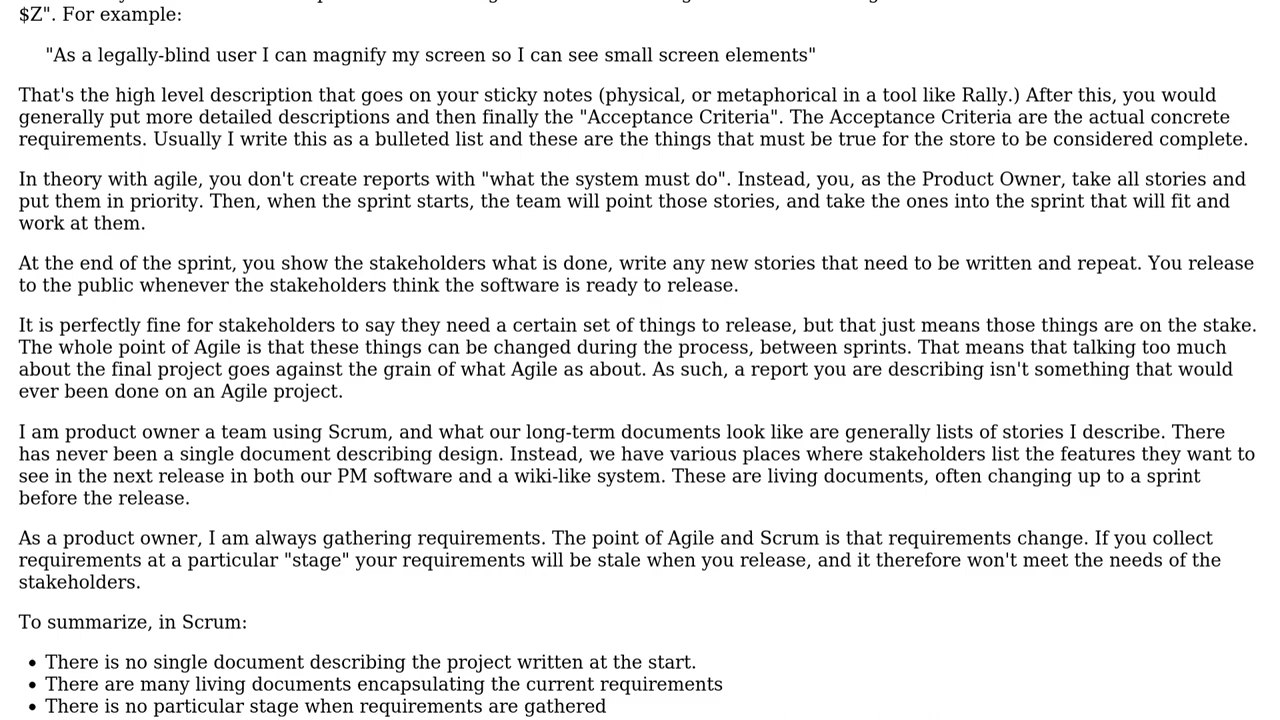 $Z". For example:
"As a legally-blind user I can magnify my screen so I can see small screen elements"
That's the high level description that goes on your sticky notes (physical, or metaphorical in a tool like Rally.) After this, you would
generally put more detailed descriptions and then finally the "Acceptance Criteria". The Acceptance Criteria are the actual concrete
requirements. Usually I write this as a bulleted list and these are the things that must be true for the store to be considered complete.
In theory with agile, you don't create reports with "what the system must do". Instead, you, as the Product Owner, take all stories and
put them in priority. Then, when the sprint starts, the team will point those stories, and take the ones into the sprint that will fit and
work at them.
At the end of the sprint, you show the stakeholders what is done, write any new stories that need to be written and repeat. You release
to the public whenever the stakeholders think the software is ready to release.
It is perfectly fine for stakeholders to say they need a certain set of things to release, but that just means those things are on the stake.
The whole point of Agile is that these things can be changed during the process, between sprints. That means that talking too much
about the final project goes against the grain of what Agile as about. As such, a report you are describing isn't something that would
ever been done on an Agile project.
I am product owner a team using Scrum, and what our long-term documents look like are generally lists of stories I describe. There
has never been a single document describing design. Instead, we have various places where stakeholders list the features they want to
see in the next release in both our PM software and a wiki-like system. These are living documents, often changing up to a sprint
before the release.
As a product owner, I am always gathering requirements. The point of Agile and Scrum is that requirements change. If you collect
requirements at a particular "stage" your requirements will be stale when you release, and it therefore won't meet the needs of the
stakeholders.
To summarize, in Scrum:
• There is no single document describing the project written at the start.
• There are many living documents encapsulating the current requirements
• There is no particular stage when requirements are gathered